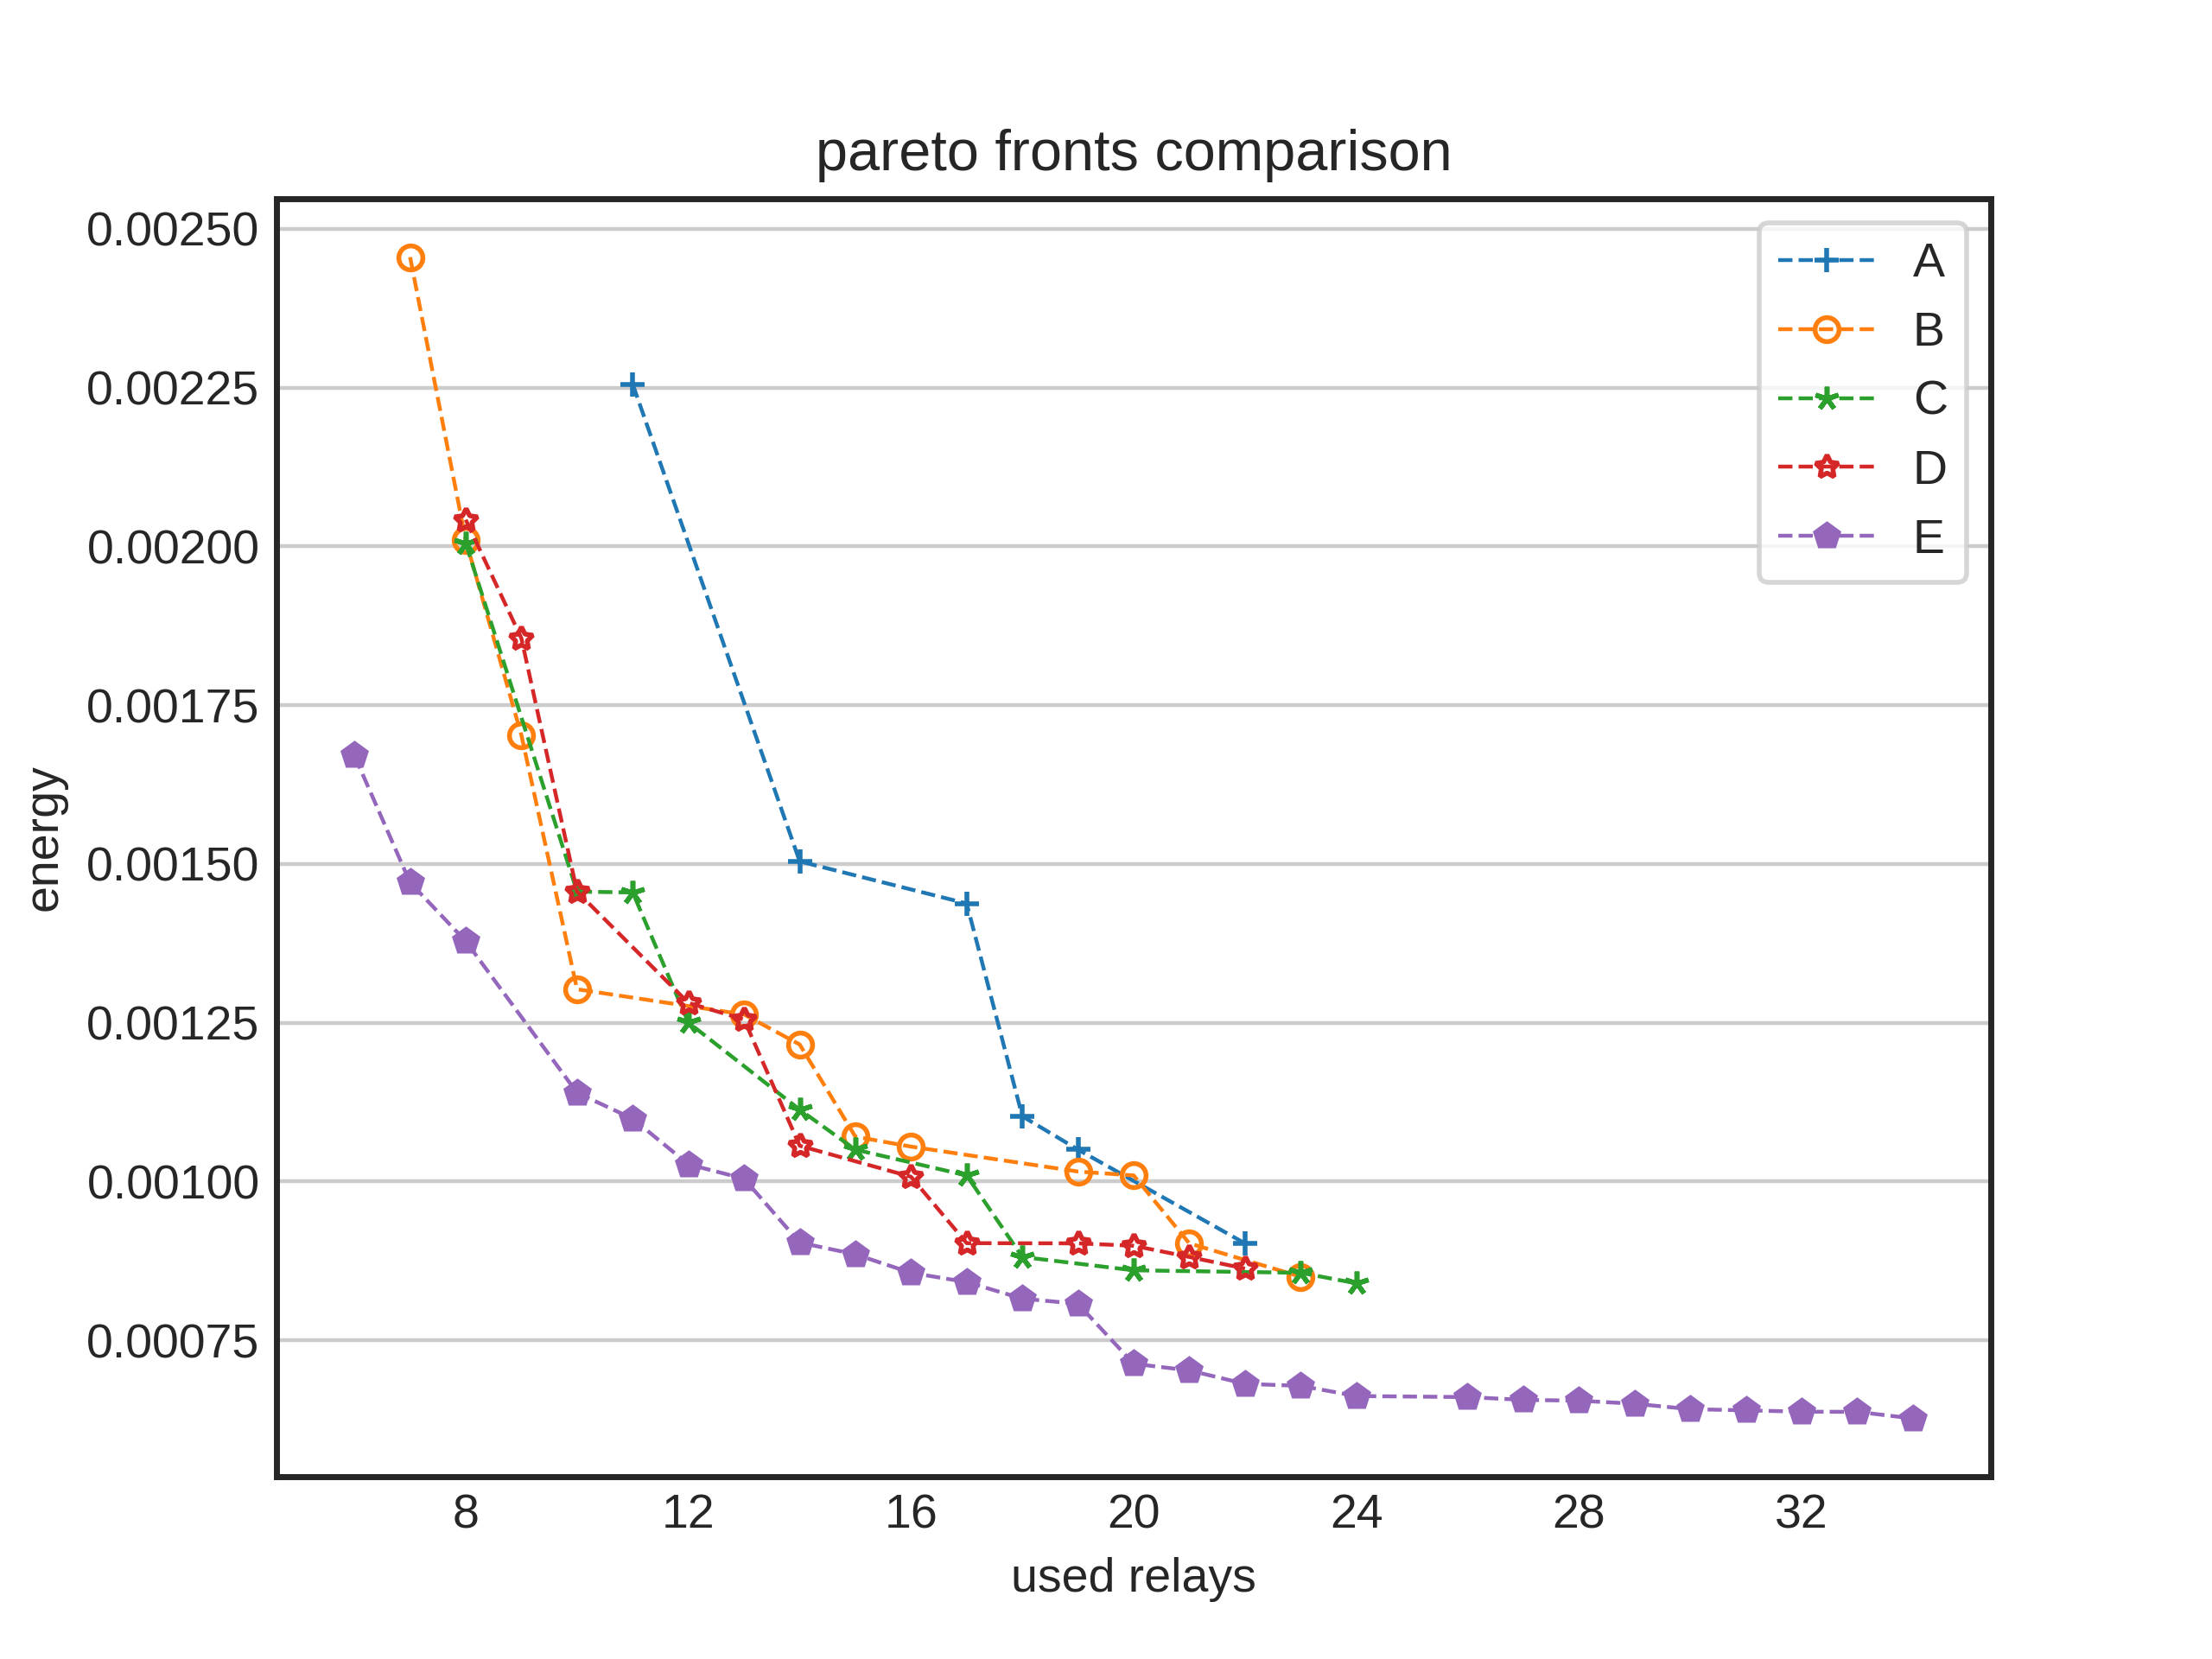 pareto fronts comparison
0.00250
0.00225
0.00200
0.00175
0.00150
0.00125
0.00100
0.00075
energy
A
B
C
D
E
8 12 16 20 24 28 32
used relays